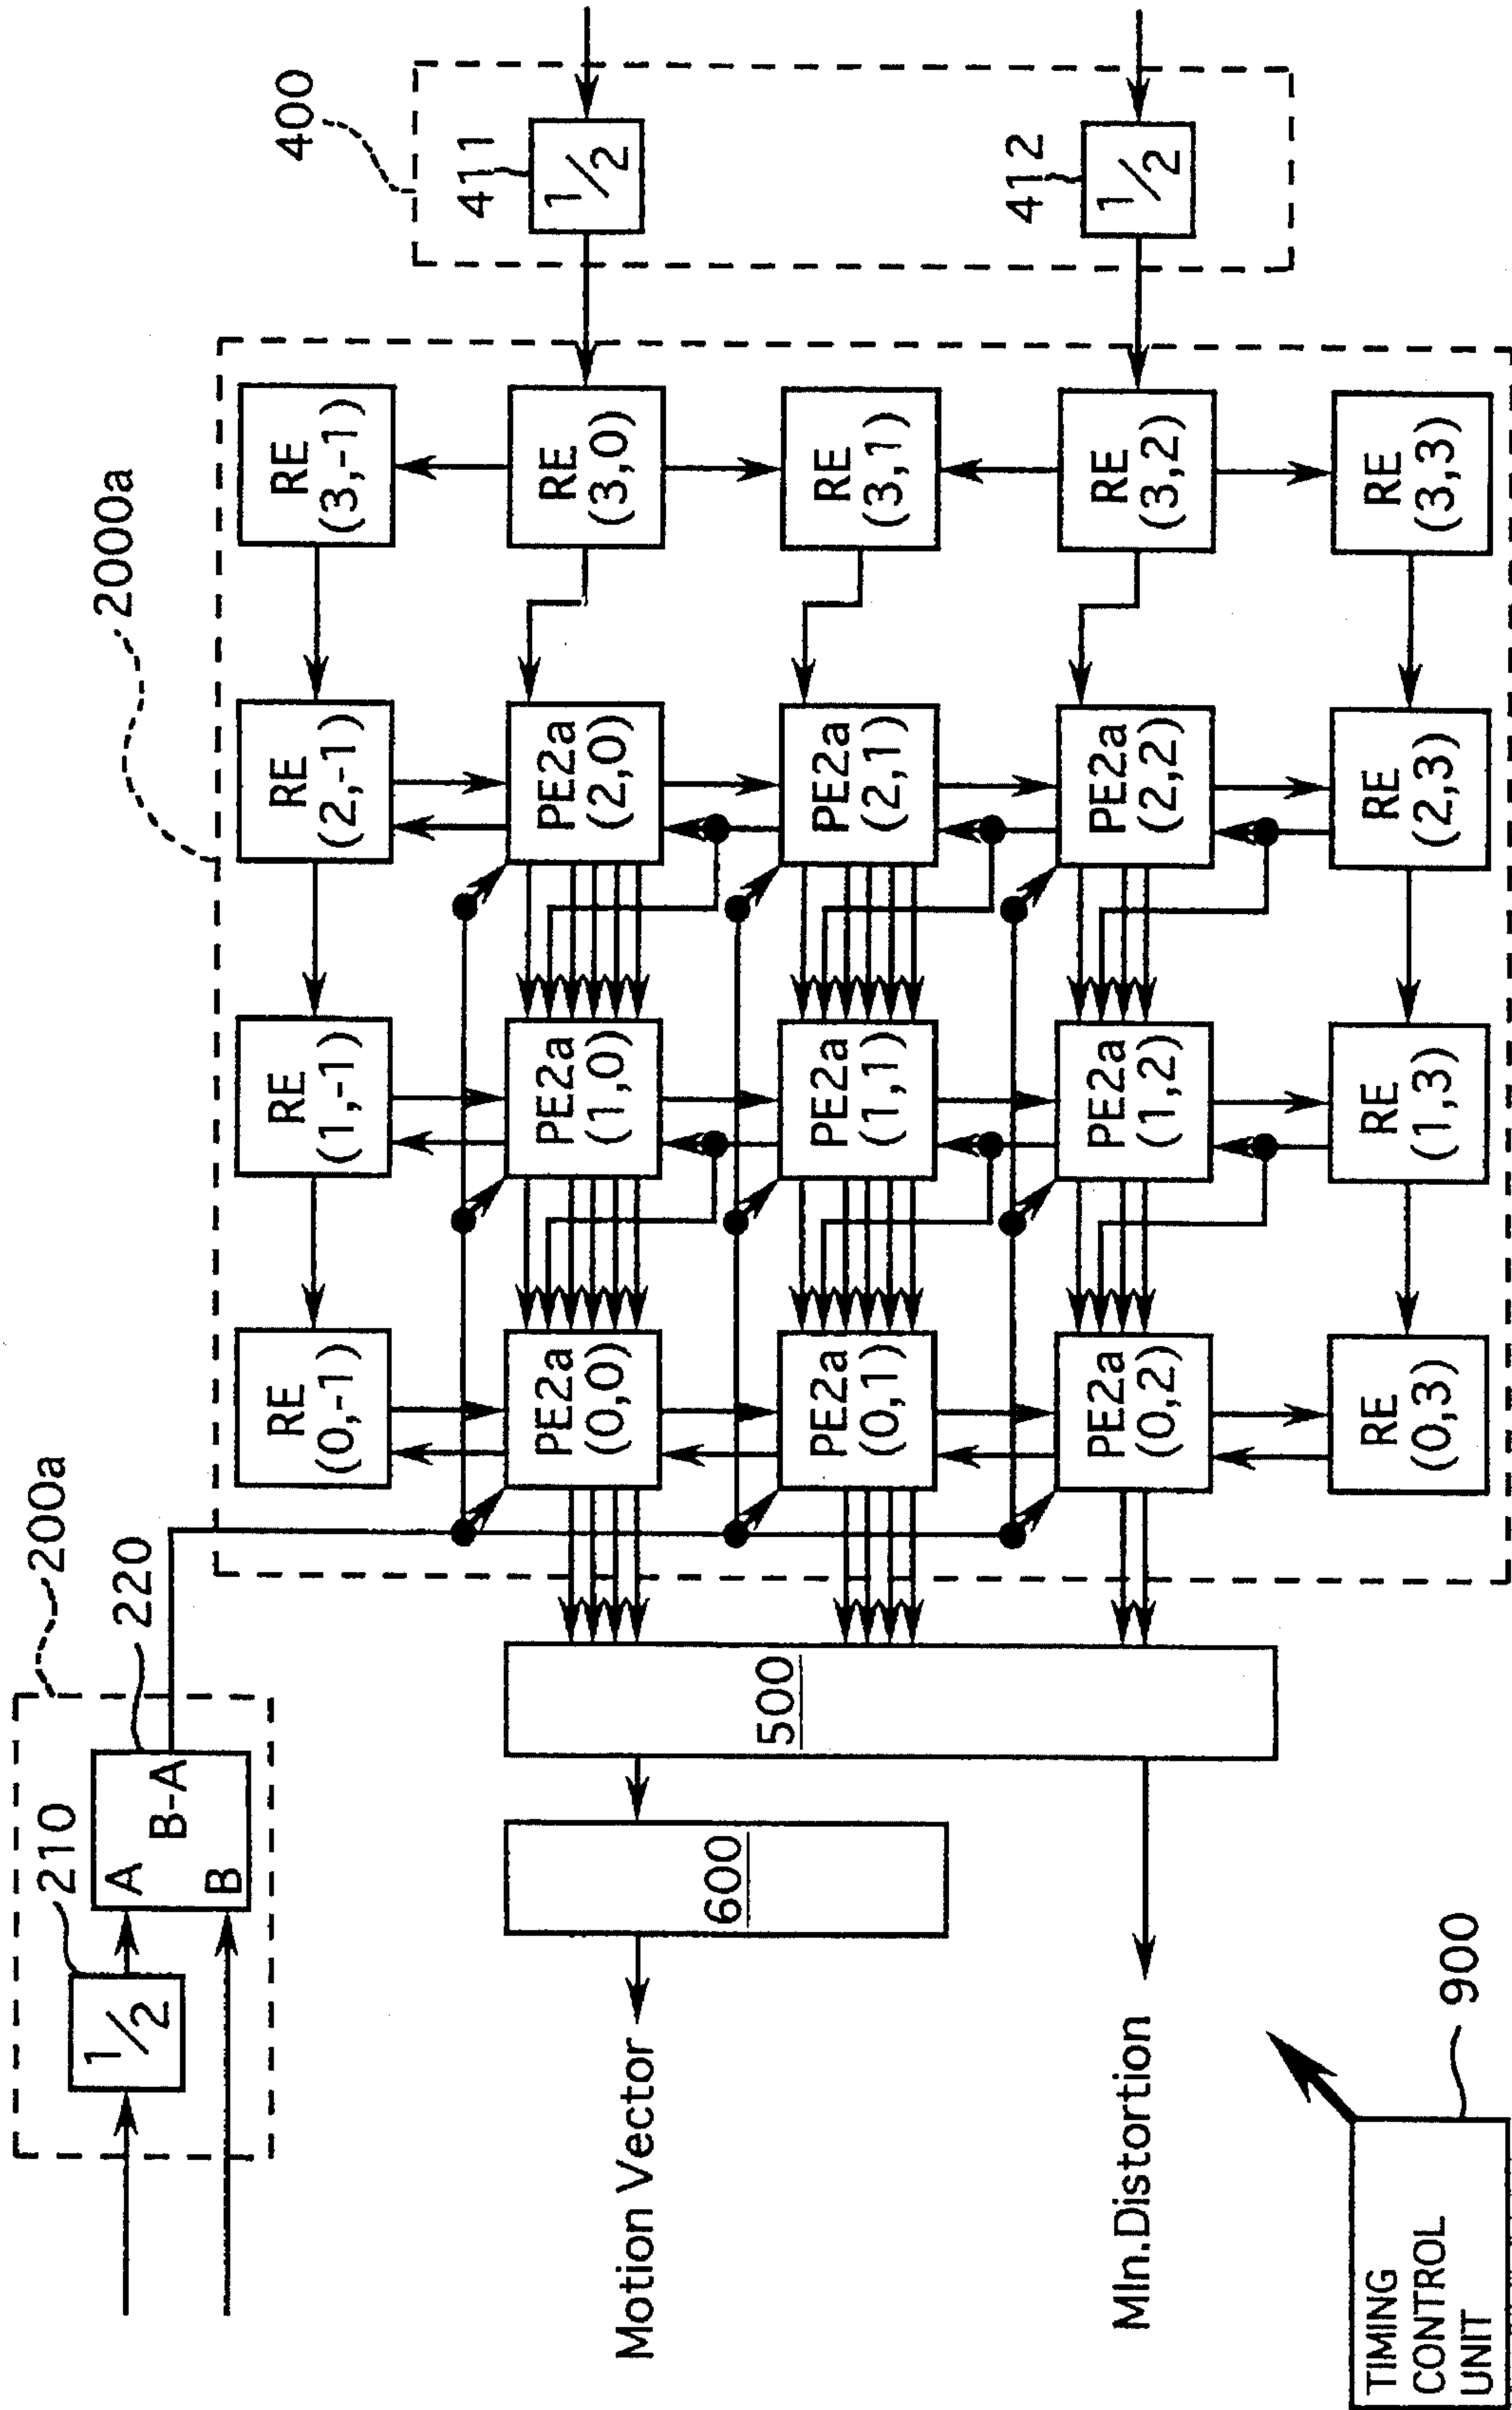 200a
210
1/2
A
B-A
B
220
2000a
400
RE
(0,-1)
RE
(1,-1)
RE
(2,-1)
RE
(3,-1)
411
1/2
PE2a
(0,0)
PE2a
(1,0)
PE2a
(2,0)
RE
(3,0)
Motion Vector
600
500
PE2a
(0,1)
PE2a
(1,1)
PE2a
(2,1)
RE
(3,1)
412
1/2
PE2a
(0,2)
PE2a
(1,2)
PE2a
(2,2)
RE
(3,2)
MIn.Distortion
RE
(0,3)
RE
(1,3)
RE
(2,3)
RE
(3,3)
TIMING
CONTROL
UNIT
900